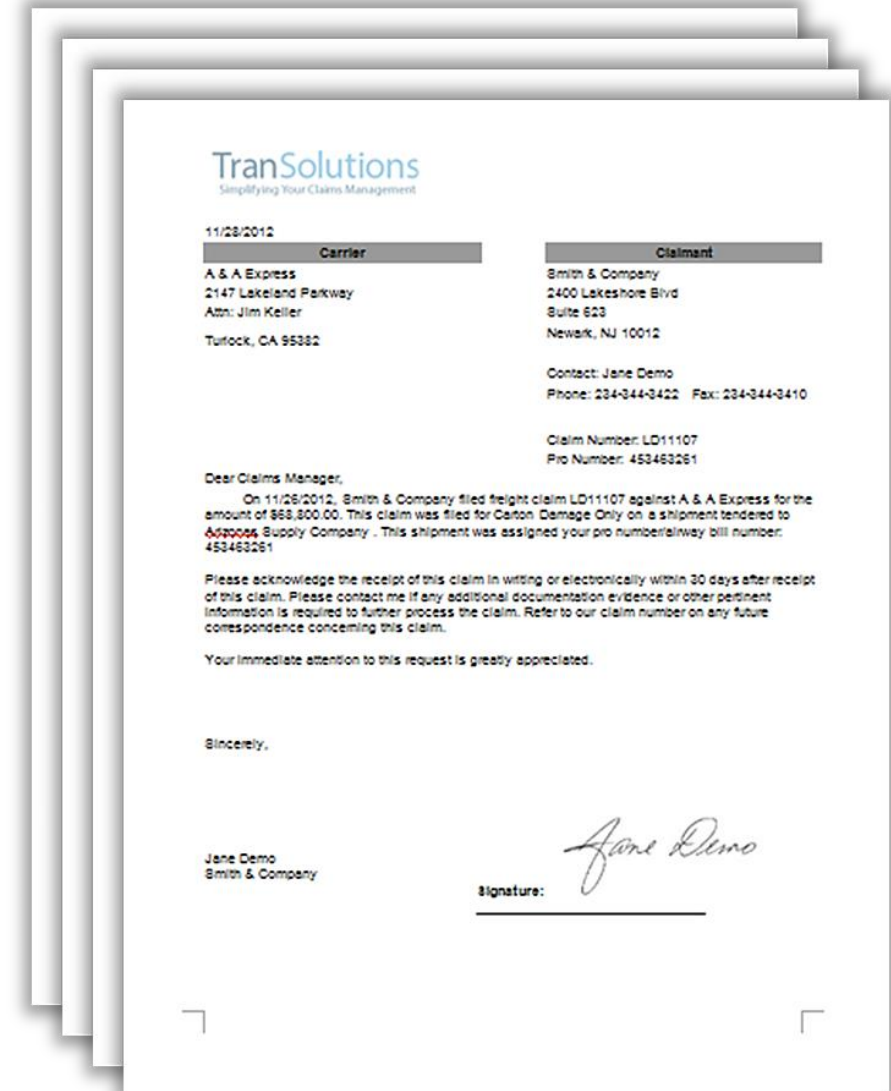 TranSolutions
Simplifying Your Claims Management
11/28/2012
Carrier
A & A Express
2147 Lakeland Parkway
Attn: Jim Keller
Turlock, CA 95382
Claimant
Smith & Company
2400 Lakeshore Blvd
Suite 623
Newark, NJ 10012
Contact: Jane Demo
Phone: 234-344-3422 Fax: 234-344-3410
Claim Number: LD11107
Pro Number: 453463261
Dear Claims Manager,
On 11/26/2012, Smith & Company filed freight claim LD11107 against A & A Express for the
amount of $68,800.00. This claim was filed for Carton Damage Only on a shipment tendered to
Supply Company . This shipment was assigned your pro number/airway bill number:
453463261
Please acknowledge the receipt of this claim in writing or electronically within 30 days after receipt
of this claim. Please contact me if any additional documentation evidence or other pertinent
information is required to further process the claim. Refer to our claim number on any future
correspondence concerning this claim.
Your immediate attention to this request is greatly appreciated.
Sincerely,
Jane Demo
Smith & Company
Signature:
Jane Demo